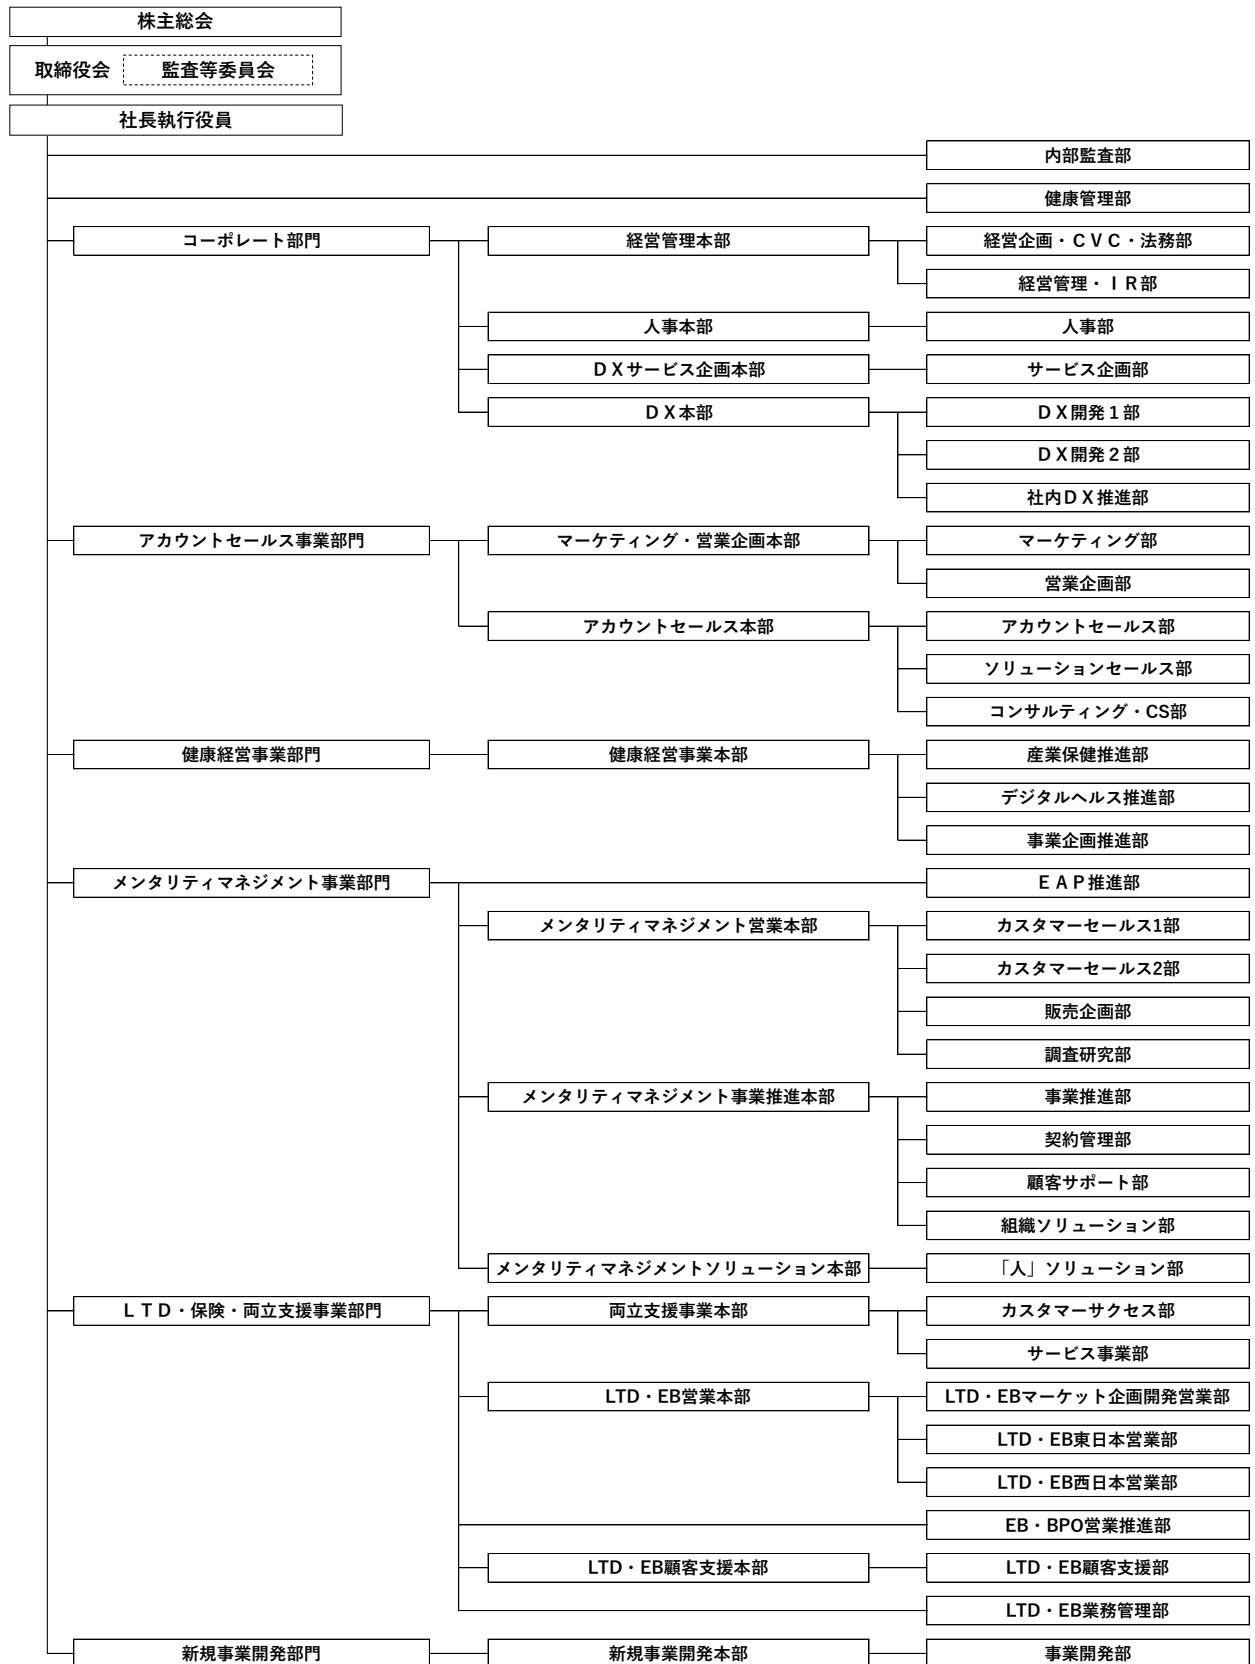 株主総会
取締役会 監査等委員会
社長執行役員
内部監査部
健康管理部
コーポレート部門 経営管理本部 経営企画・ＣＶＣ・法務部
経営管理・ＩＲ部
人事本部 人事部
ＤＸサービス企画本部 サービス企画部
ＤＸ本部 ＤＸ開発１部
ＤＸ開発２部
社内ＤＸ推進部
アカウントセールス事業部門 マーケティング・営業企画本部 マーケティング部
営業企画部
アカウントセールス本部 アカウントセールス部
ソリューションセールス部
コンサルティング・CS部
健康経営事業部門 健康経営事業本部 産業保健推進部
デジタルヘルス推進部
事業企画推進部
メンタリティマネジメント事業部門 ＥＡＰ推進部
メンタリティマネジメント営業本部 カスタマーセールス1部
カスタマーセールス2部
販売企画部
調査研究部
メンタリティマネジメント事業推進本部 事業推進部
契約管理部
顧客サポート部
組織ソリューション部
メンタリティマネジメントソリューション本部 「人」ソリューション部
ＬＴＤ・保険・両立支援事業部門 両立支援事業本部 カスタマーサクセス部
サービス事業部
LTD・EB営業本部 LTD・EBマーケット企画開発営業部
LTD・EB東日本営業部
LTD・EB西日本営業部
EB・BPO営業推進部
LTD・EB顧客支援本部 LTD・EB顧客支援部
LTD・EB業務管理部
新規事業開発部門 新規事業開発本部 事業開発部